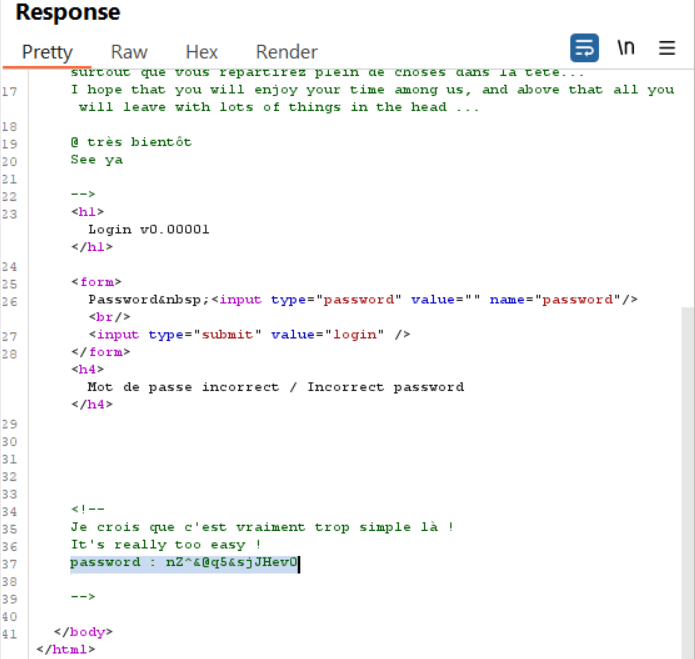 Response
Pretty Raw Hex Render \n
surtout que vous repartirez plein de choses dans la tête...
17 I hope that you will enjoy your time among us, and above that all you
will leave with lots of things in the head ...
18
19 @ très bientôt
20 See ya
21
22 -->
23 <h1>
Login v0.00001
</h1>
24
25 <form>
26 Password&nbsp;<input type="password" value="" name="password"/>
<br/>
27 <input type="submit" value="login" />
28 </form>
<h4>
Mot de passe incorrect / Incorrect password
</h4>
29
30
31
32
33
34 <!--
35 Je crois que c'est vraiment trop simple là !
36 It's really too easy !
37 password : nZ^&@q5&sjJHev0
38
39 -->
40
41 </body>
</html>